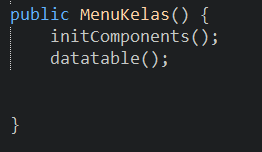 public MenuKelas() {
    initComponents();
    datatable();
}